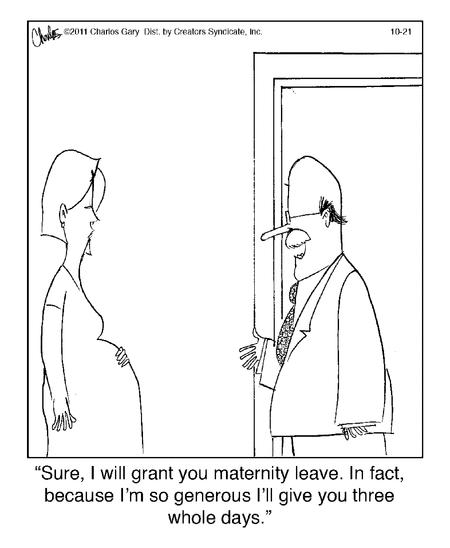 Charlos ©2011 Charlos Gary Dist. by Creators Syndicate, Inc. 10-21
“Sure, I will grant you maternity leave. In fact,
because I’m so generous I’ll give you three
whole days.”